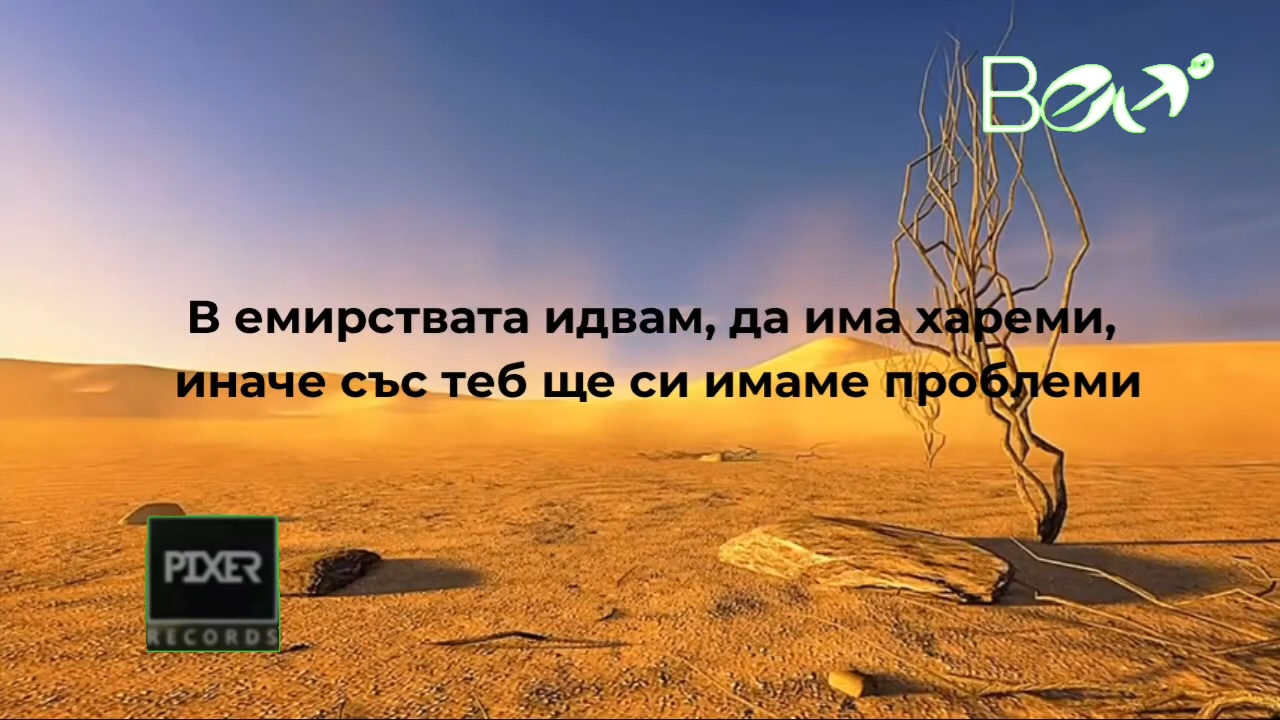 В емирствата идвам, да има хареми,
иначе със теб ще си имаме проблеми
PIXER
RECORDS